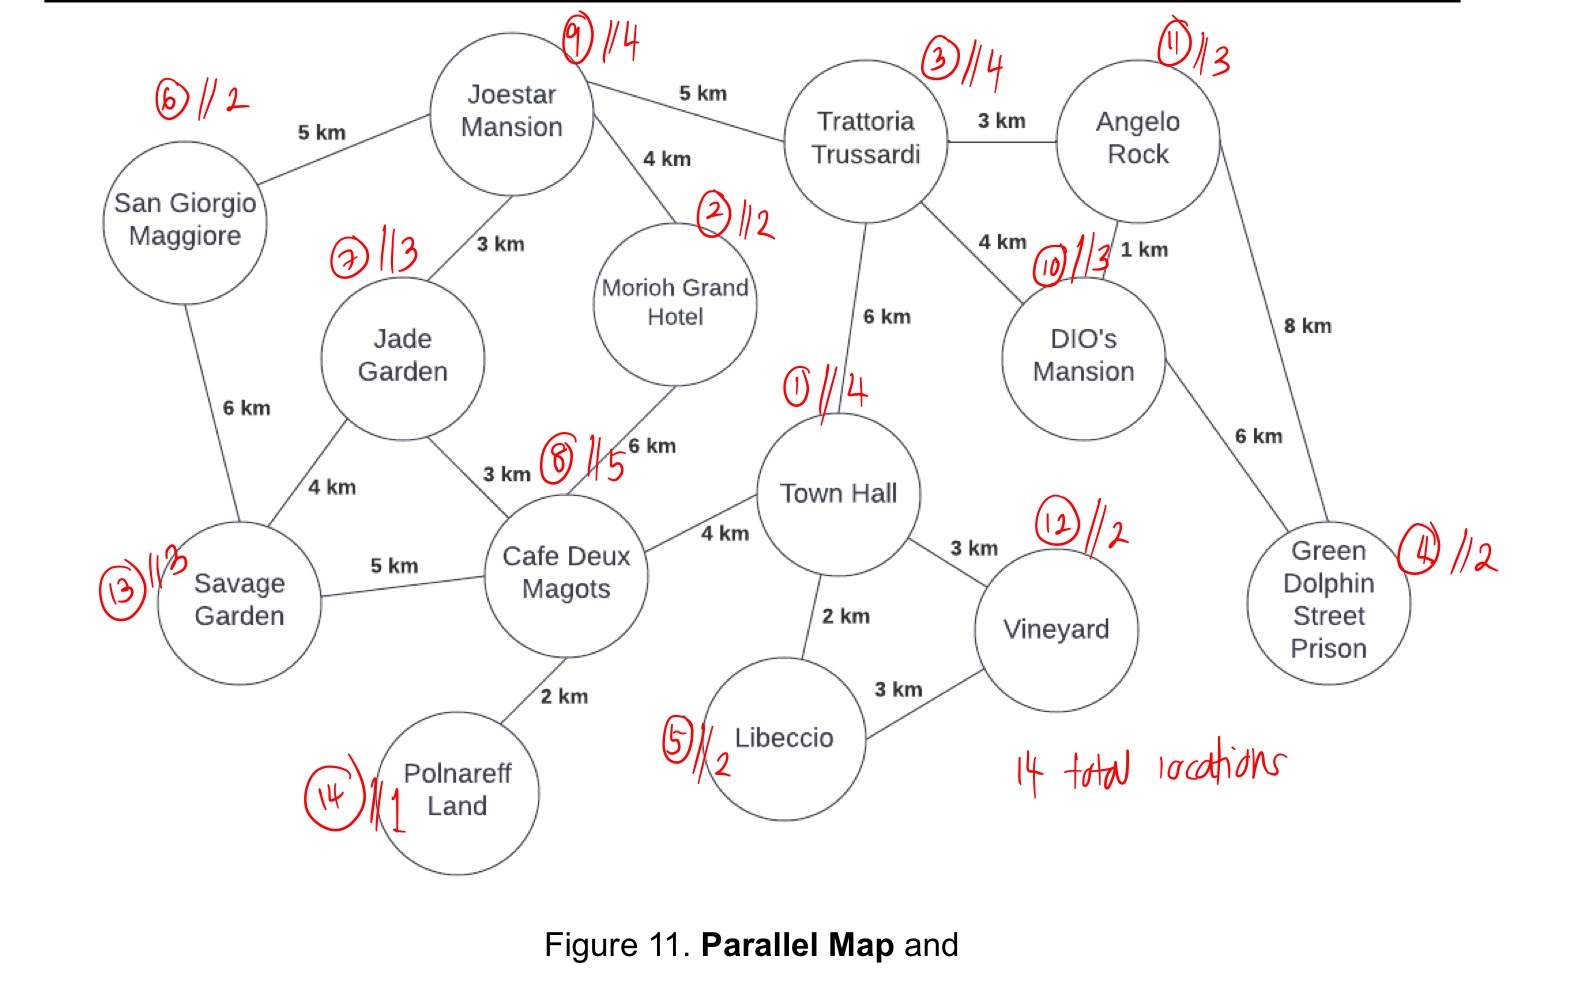 ⑨ //4
③ //4
⑪ //3
⑥ //2
Joestar
Mansion
5 km
Trattoria
Trussardi
3 km
Angelo
Rock
5 km
4 km
San Giorgio
Maggiore
② //2
⑦ //3
3 km
4 km
⑩ //3
1 km
Morioh Grand
Hotel
6 km
8 km
Jade
Garden
DIO's
Mansion
① //4
6 km
6 km
⑧ //5
6 km
3 km
4 km
Town Hall
4 km
⑫ //2
3 km
Green
Dolphin
Street
Prison
④ //2
⑬ //3
Savage
Garden
5 km
Cafe Deux
Magots
2 km
Vineyard
2 km
3 km
⑤ //2
Libeccio
⑭ //1
Polnareff
Land
14 total locations
Figure 11. Parallel Map and